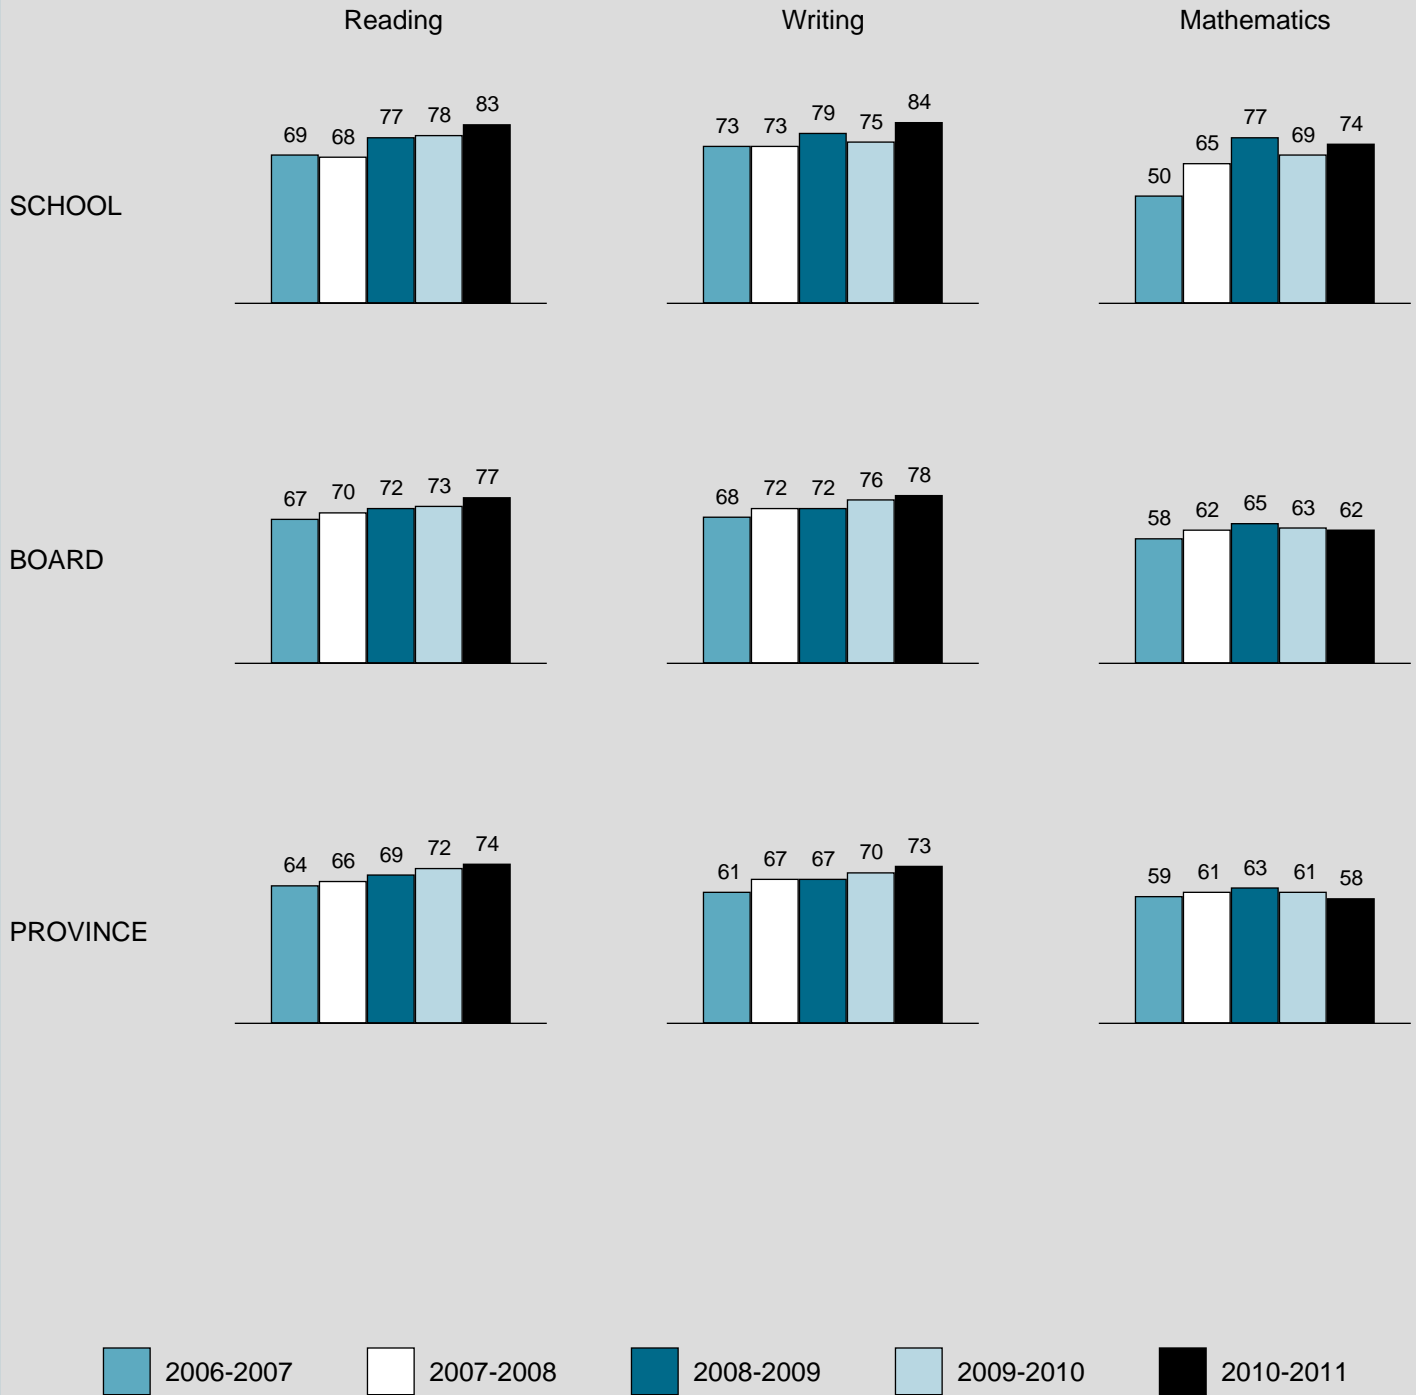 Reading Writing Mathematics
SCHOOL
69 68 77 78 83
73 73 79 75 84
50 65 77 69 74
BOARD
67 70 72 73 77
68 72 72 76 78
58 62 65 63 62
PROVINCE
64 66 69 72 74
61 67 67 70 73
59 61 63 61 58
2006-2007 2007-2008 2008-2009 2009-2010 2010-2011